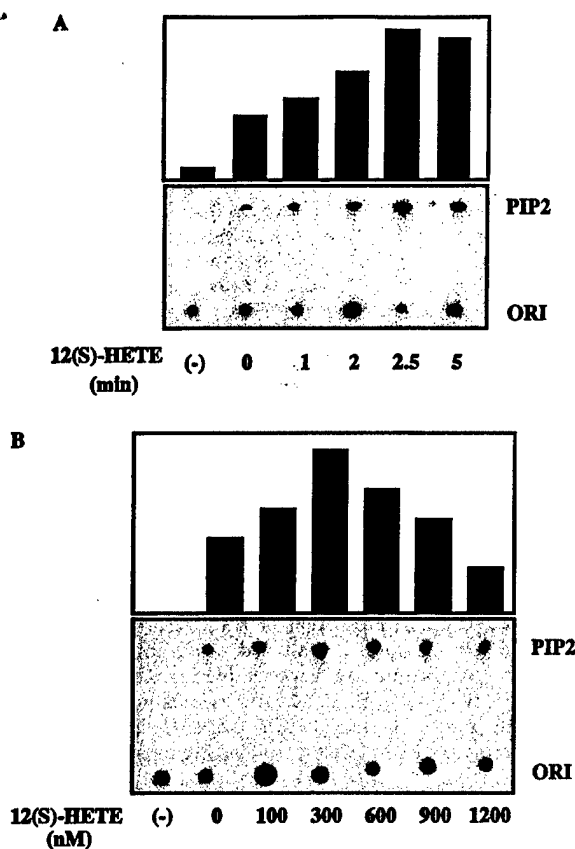 A
PIP2
ORI
12(S)-HETE (-) 0 1 2 2.5 5
(min)
B
PIP2
ORI
12(S)-HETE (-) 0 100 300 600 900 1200
(nM)